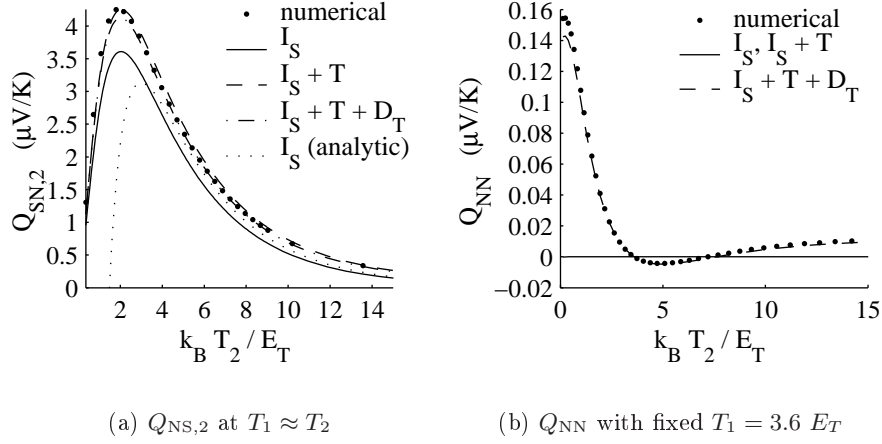 4
3.5
3
2.5
2
1.5
1
0.5
0
Q_SN,2 (μV/K)
numerical
I_S
I_S + T
I_S + T + D_T
I_S (analytic)
2 4 6 8 10 12 14
k_B T_2 / E_T
(a) Q_NS,2 at T_1 ≈ T_2
0.16
0.14
0.12
0.1
0.08
0.06
0.04
0.02
0
−0.02
Q_NN (μV/K)
numerical
I_S, I_S + T
I_S + T + D_T
0 5 10 15
k_B T_2 / E_T
(b) Q_NN with fixed T_1 = 3.6 E_T